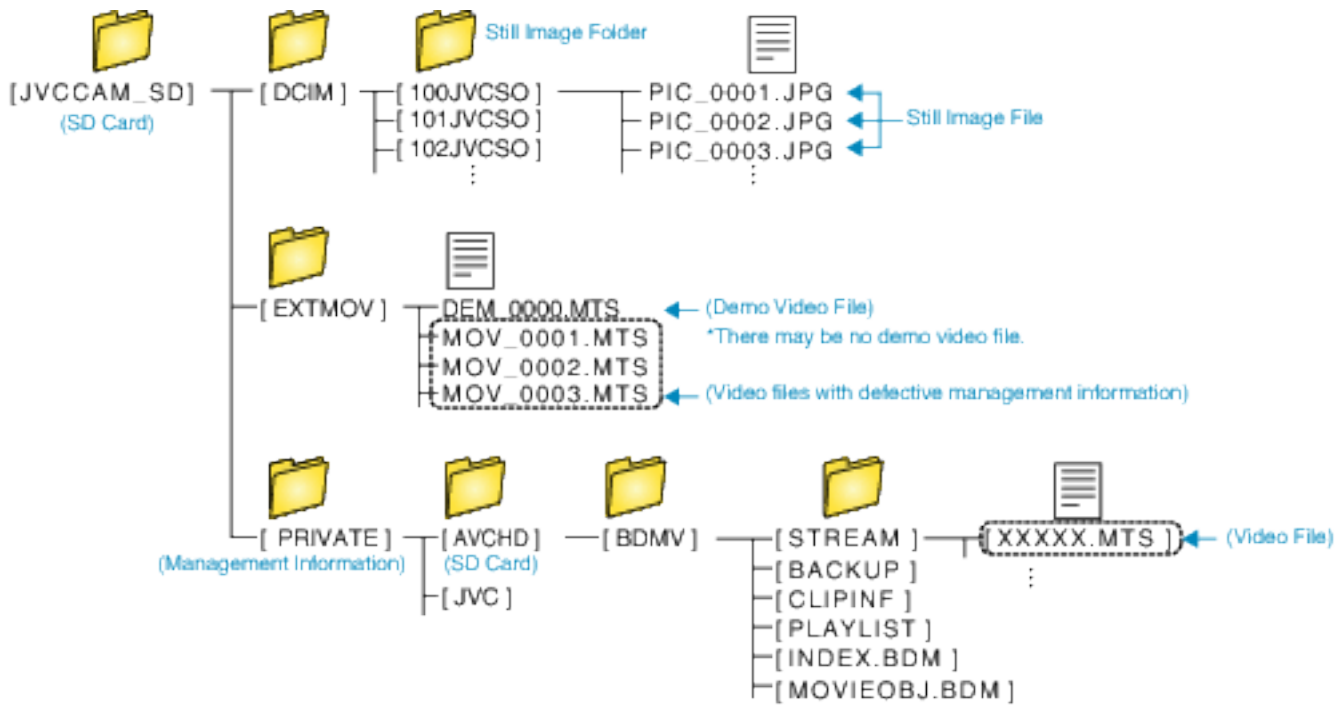 Still Image Folder
[JVCCAM_SD]
(SD Card)
[DCIM]
[100JVCSO]
[101JVCSO]
[102JVCSO]
PIC_0001.JPG
PIC_0002.JPG
PIC_0003.JPG
Still Image File
[EXTMOV]
DEM_0000.MTS
(Demo Video File)
*There may be no demo video file.
MOV_0001.MTS
MOV_0002.MTS
MOV_0003.MTS
(Video files with defective management information)
[PRIVATE]
(Management Information)
[AVCHD]
(SD Card)
[JVC]
[BDMV]
[STREAM]
[BACKUP]
[CLIPINF]
[PLAYLIST]
[INDEX.BDM]
[MOVIEOBJ.BDM]
[XXXXX.MTS]
(Video File)